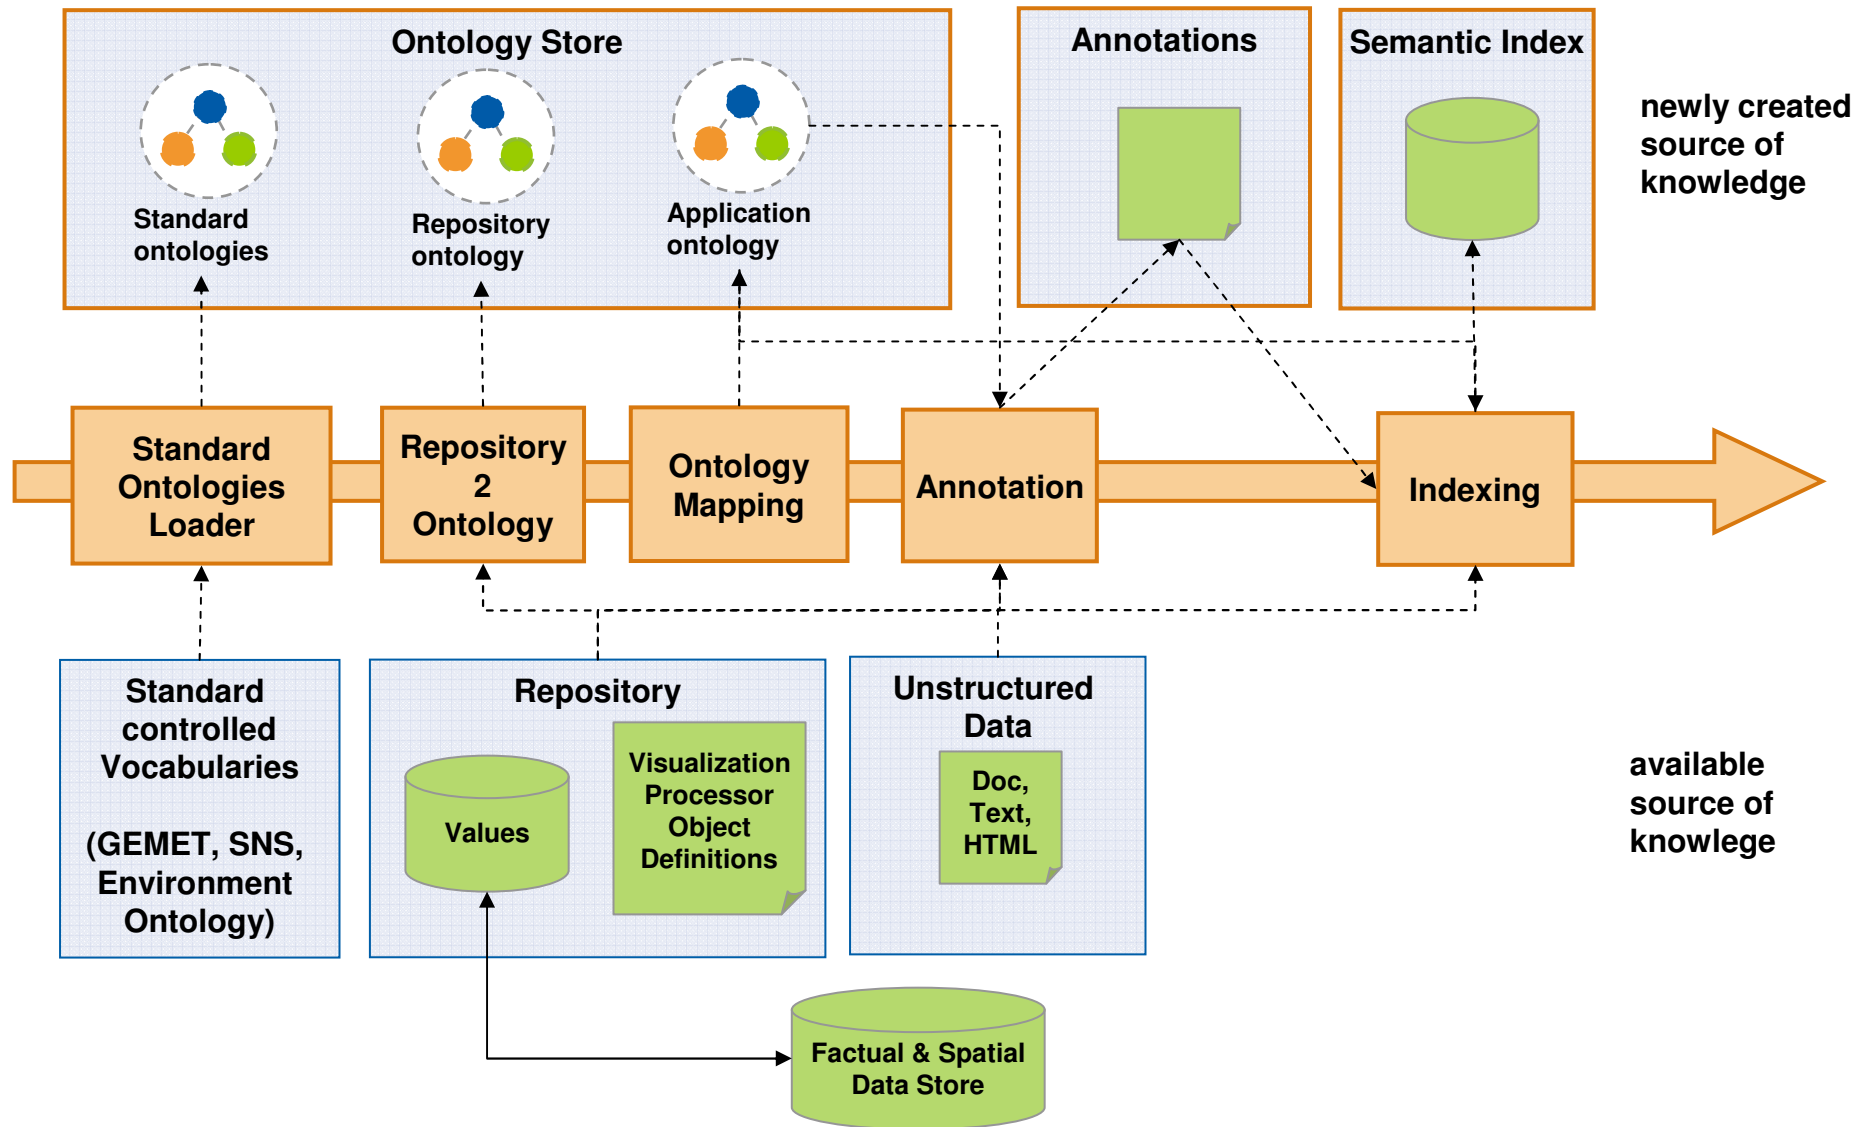 Ontology Store
Standard
ontologies
Repository
ontology
Application
ontology
Annotations
Semantic Index
newly created
source of
knowledge
Standard
Ontologies
Loader
Repository
2
Ontology
Ontology
Mapping
Annotation
Indexing
Standard
controlled
Vocabularies
(GEMET, SNS,
Environment
Ontology)
Repository
Values
Visualization
Processor
Object
Definitions
Unstructured
Data
Doc,
Text,
HTML
available
source of
knowlege
Factual & Spatial
Data Store